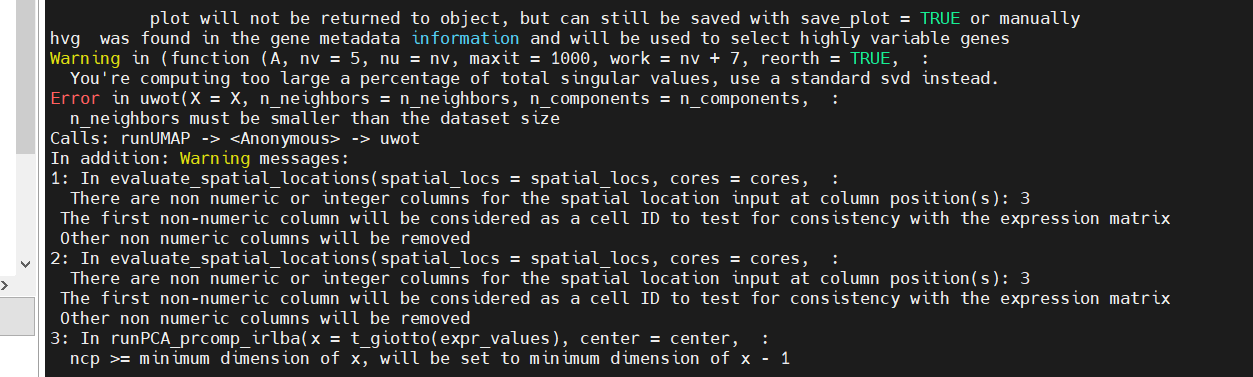 plot will not be returned to object, but can still be saved with save_plot = TRUE or manually
hvg  was found in the gene metadata information and will be used to select highly variable genes
Warning in (function (A, nv = 5, nu = nv, maxit = 1000, work = nv + 7, reorth = TRUE,  :
  You're computing too large a percentage of total singular values, use a standard svd instead.
Error in uwot(X = X, n_neighbors = n_neighbors, n_components = n_components,  :
  n_neighbors must be smaller than the dataset size
Calls: runUMAP -> <Anonymous> -> uwot
In addition: Warning messages:
1: In evaluate_spatial_locations(spatial_locs = spatial_locs, cores = cores,  :
  There are non numeric or integer columns for the spatial location input at column position(s): 3
 The first non-numeric column will be considered as a cell ID to test for consistency with the expression matrix
 Other non numeric columns will be removed
2: In evaluate_spatial_locations(spatial_locs = spatial_locs, cores = cores,  :
  There are non numeric or integer columns for the spatial location input at column position(s): 3
 The first non-numeric column will be considered as a cell ID to test for consistency with the expression matrix
 Other non numeric columns will be removed
3: In runPCA_prcomp_irlba(x = t_giotto(expr_values), center = center,  :
  ncp >= minimum dimension of x, will be set to minimum dimension of x - 1